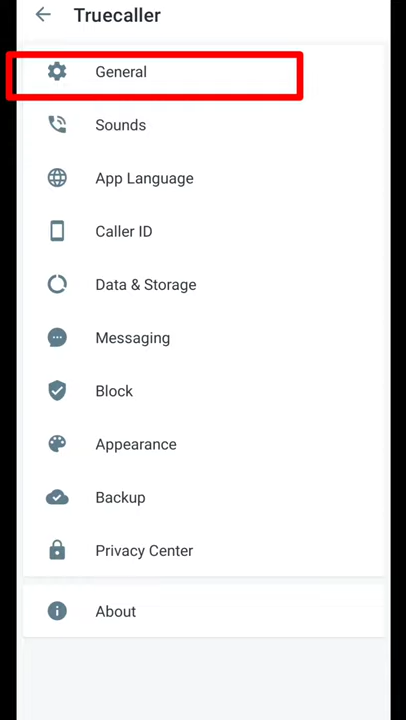 Truecaller
General
Sounds
App Language
Caller ID
Data & Storage
Messaging
Block
Appearance
Backup
Privacy Center
About